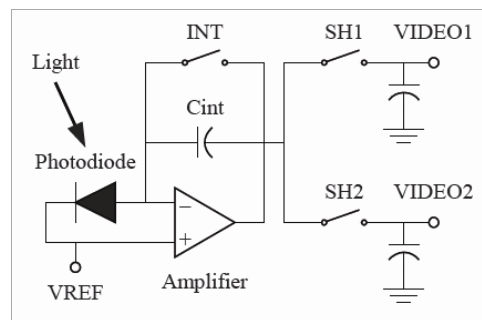 INT
SH1
VIDEO1
Light
Cint
Photodiode
SH2
VIDEO2
−
+
Amplifier
VREF